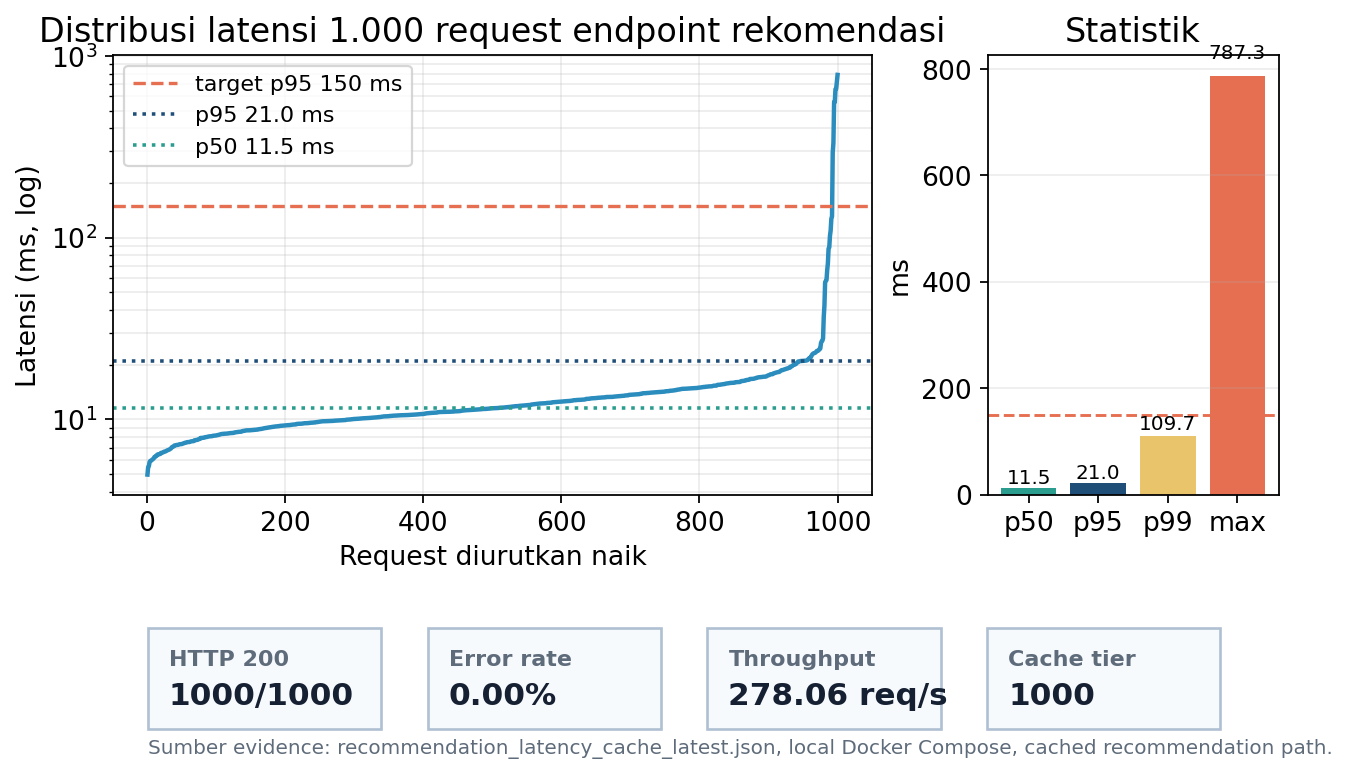 Distribusi latensi 1.000 request endpoint rekomendasi
10³
10²
10¹
Latensi (ms, log)
target p95 150 ms
p95 21.0 ms
p50 11.5 ms
0 200 400 600 800 1000
Request diurutkan naik
Statistik
800
600
400
200
0
ms
11.5
21.0
109.7
787.3
p50 p95 p99 max
HTTP 200
1000/1000
Error rate
0.00%
Throughput
278.06 req/s
Cache tier
1000
Sumber evidence: recommendation_latency_cache_latest.json, local Docker Compose, cached recommendation path.